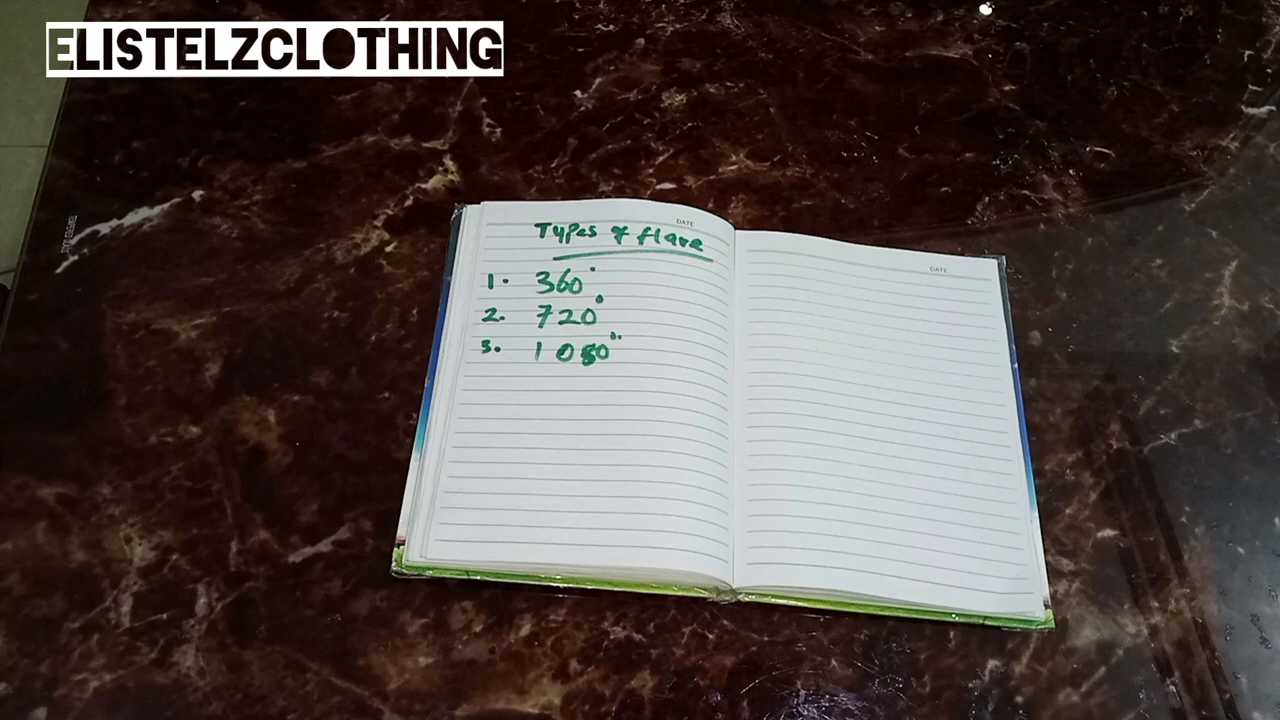 ELISTELZCLOTHING
DATE
Types of flare
1. 360°
2. 720°
3. 1080°
DATE